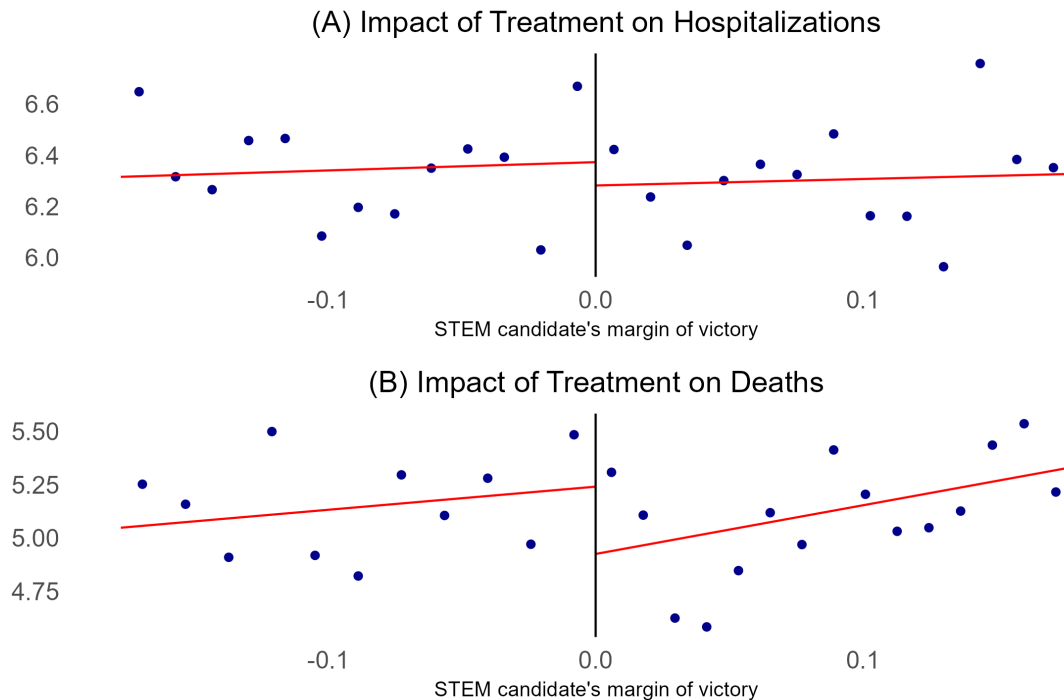 (A) Impact of Treatment on Hospitalizations
6.6
6.4
6.2
6.0
-0.1 0.0 0.1
STEM candidate's margin of victory
(B) Impact of Treatment on Deaths
5.50
5.25
5.00
4.75
-0.1 0.0 0.1
STEM candidate's margin of victory